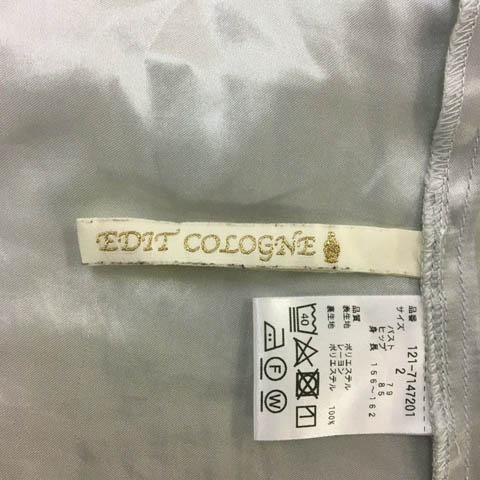 EDIT COLOGNE
品番 121-7147201
サイズ 2
バスト 79
ヒップ 85
身長 156～162
品質
表生地 ポリエステル
レーヨン
裏生地 ポリエステル 100%
40
F W